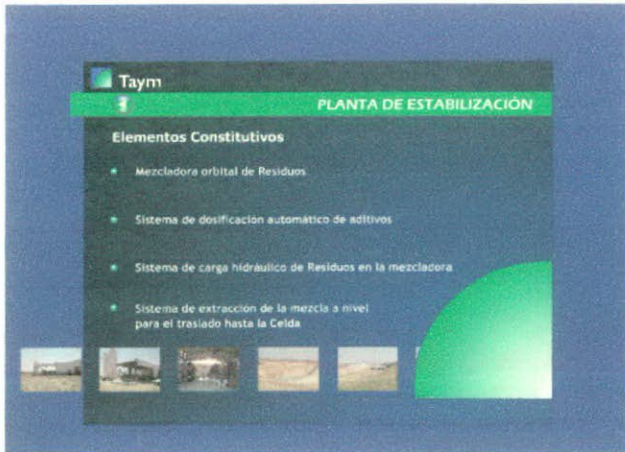 Taym
PLANTA DE ESTABILIZACIÓN
Elementos Constitutivos
Mezcladora orbital de Residuos
Sistema de dosificación automático de aditivos
Sistema de carga hidráulico de Residuos en la mezcladora
Sistema de extracción de la mezcla a nivel
para el traslado hasta la Celda